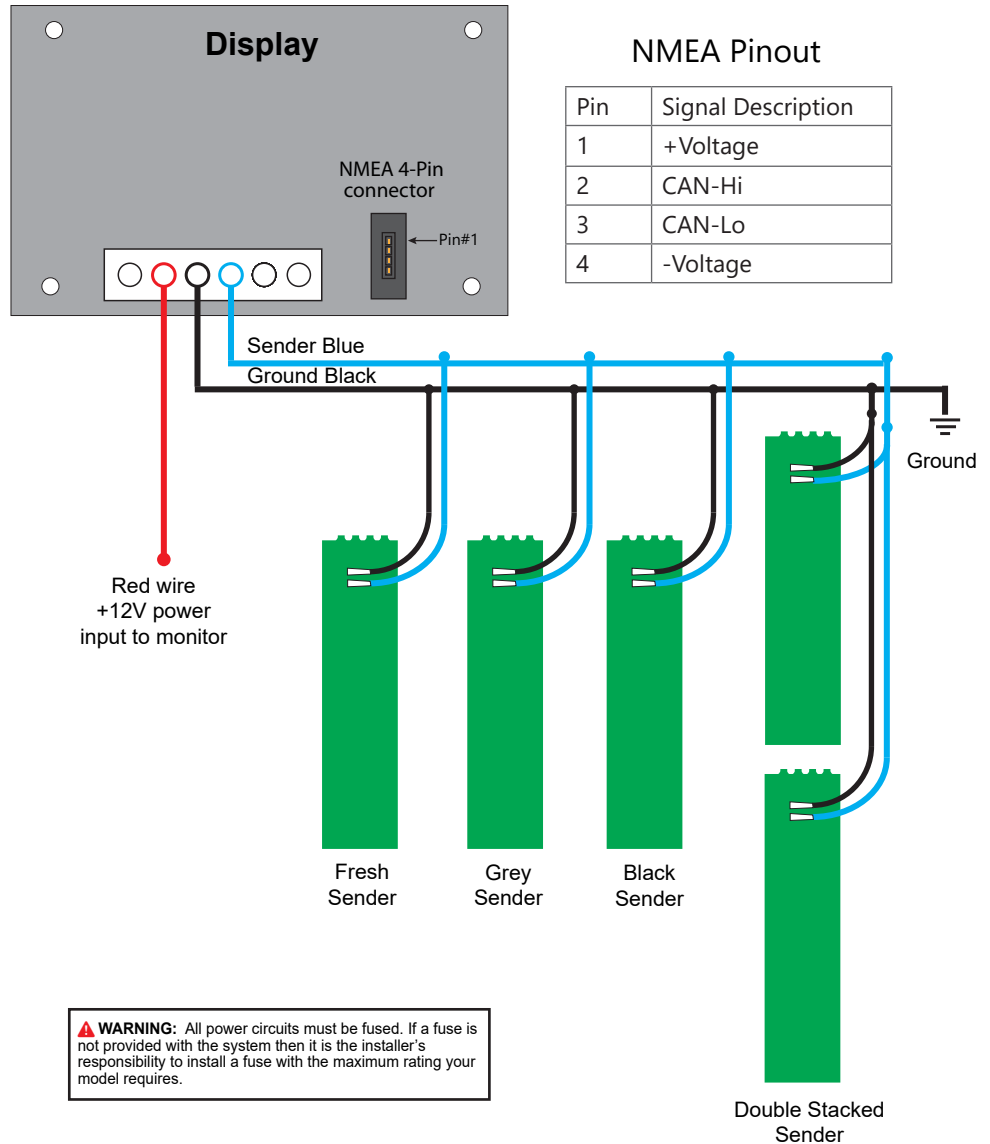 Display
NMEA 4-Pin
connector
Pin#1
NMEA Pinout
Pin Signal Description
1 +Voltage
2 CAN-Hi
3 CAN-Lo
4 -Voltage
Sender Blue
Ground Black
Ground
Red wire
+12V power
input to monitor
Fresh
Sender
Grey
Sender
Black
Sender
WARNING: All power circuits must be fused. If a fuse is
not provided with the system then it is the installer's
responsibility to install a fuse with the maximum rating your
model requires.
Double Stacked
Sender